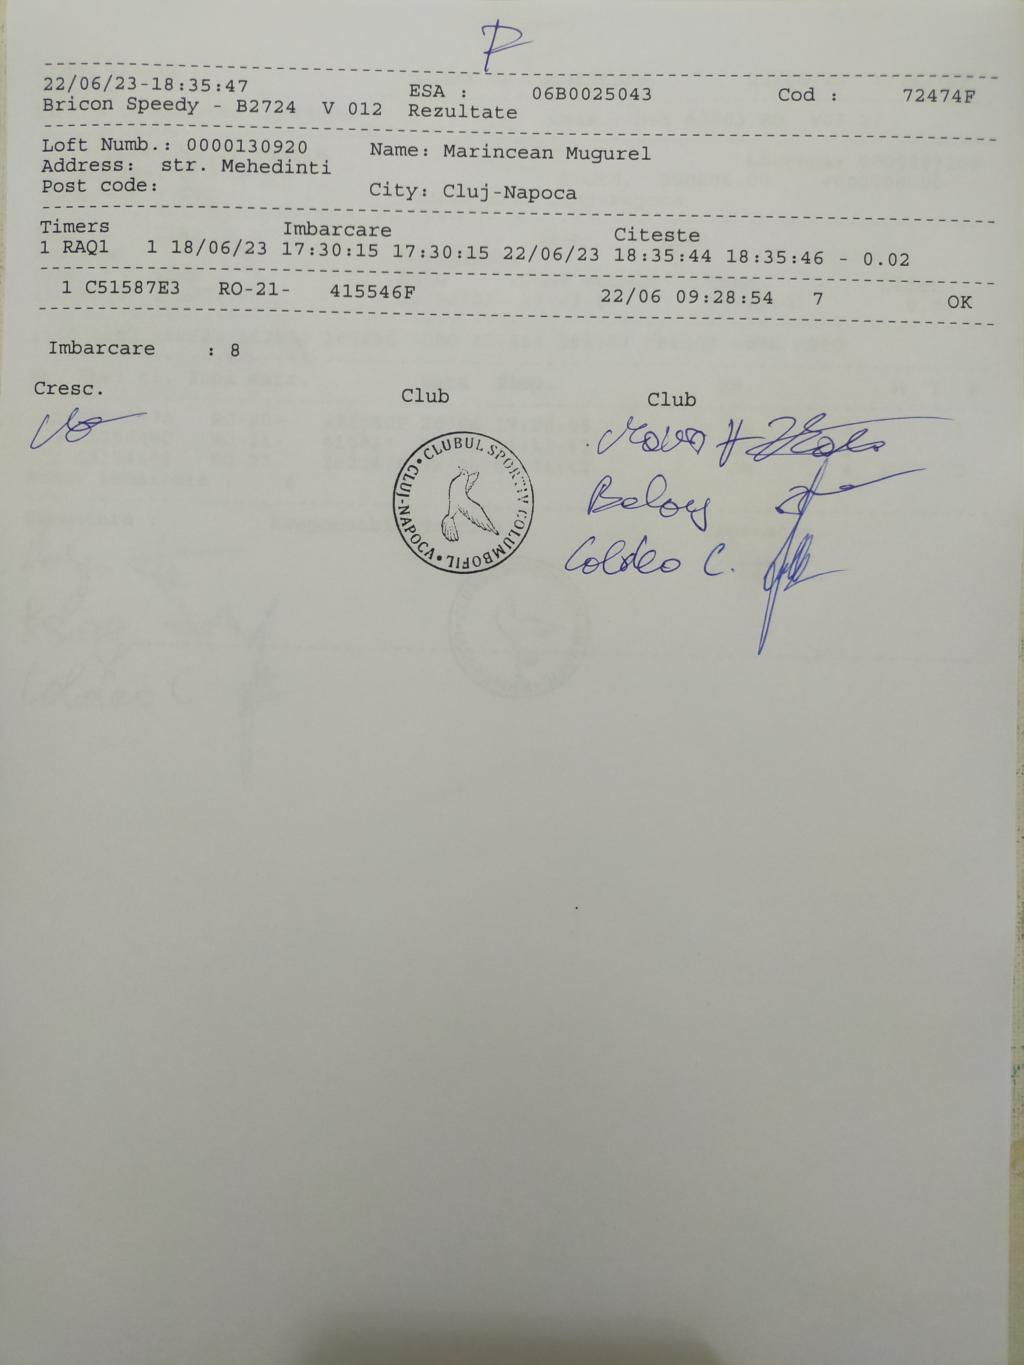 P
22/06/23-18:35:47 ESA : 06B0025043 Cod : 72474F
Bricon Speedy - B2724 V 012 Rezultate
Loft Numb.: 0000130920 Name: Marincean Mugurel
Address: str. Mehedinti
Post code: City: Cluj-Napoca
Timers Imbarcare Citeste
1 RAQ1 1 18/06/23 17:30:15 17:30:15 22/06/23 18:35:44 18:35:46 - 0.02
1 C51587E3 RO-21- 415546F 22/06 09:28:54 7 OK
Imbarcare : 8
Cresc. Club Club
• CLUBUL SPORTIV COLUMBOFIL • CLUJ-NAPOCA
Coldeo C.